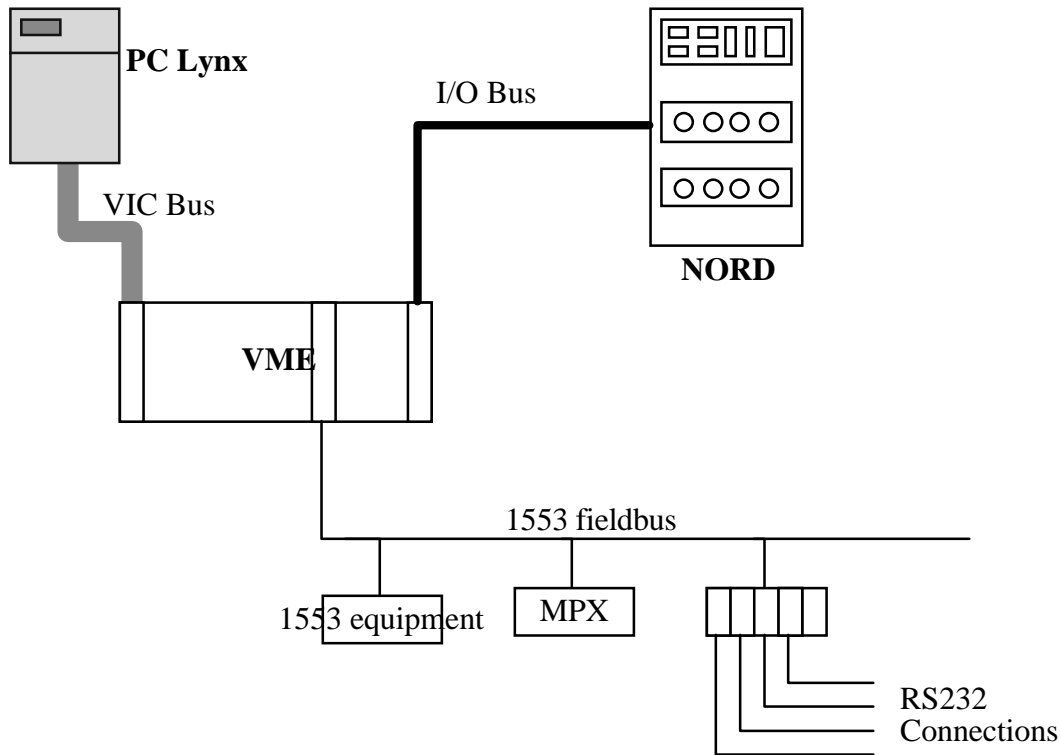 PC Lynx
I/O Bus
VIC Bus
NORD
VME
1553 fieldbus
1553 equipment
MPX
RS232
Connections